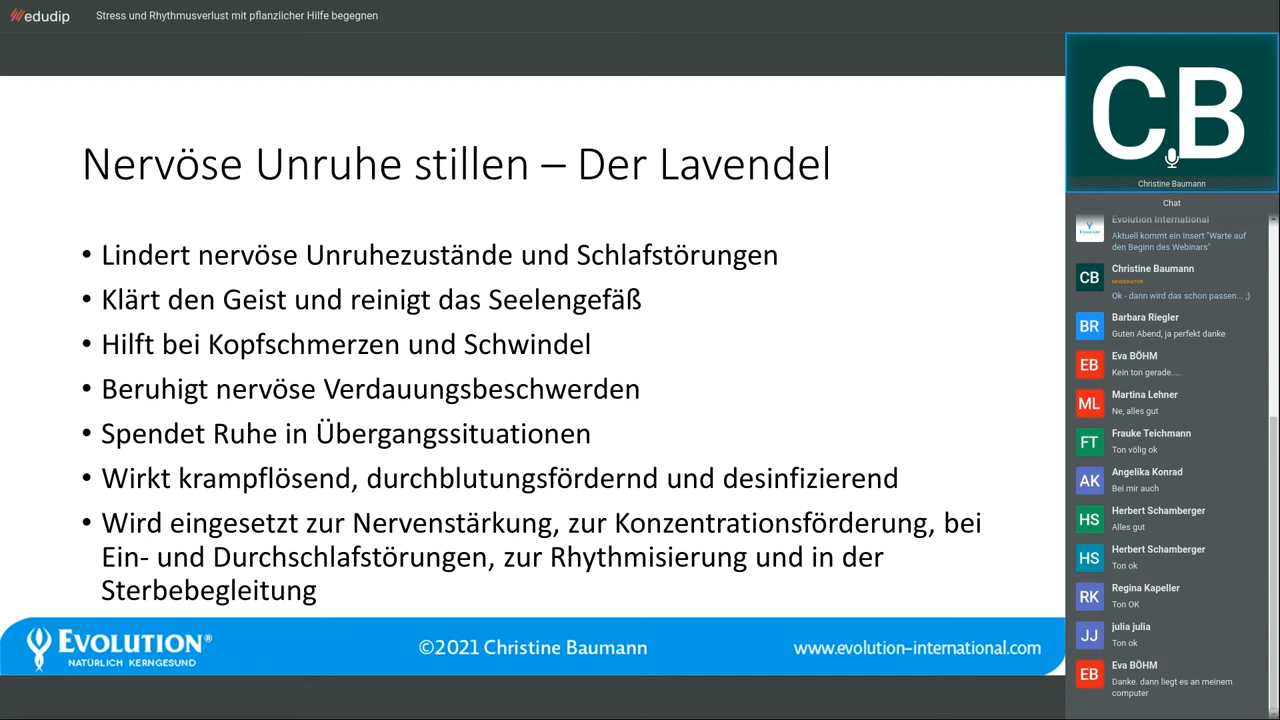 edudip
Stress und Rhythmusverlust mit pflanzlicher Hilfe begegnen
Nervöse Unruhe stillen – Der Lavendel
• Lindert nervöse Unruhezustände und Schlafstörungen
• Klärt den Geist und reinigt das Seelengefäß
• Hilft bei Kopfschmerzen und Schwindel
• Beruhigt nervöse Verdauungsbeschwerden
• Spendet Ruhe in Übergangssituationen
• Wirkt krampflösend, durchblutungsfördernd und desinfizierend
• Wird eingesetzt zur Nervenstärkung, zur Konzentrationsförderung, bei
Ein- und Durchschlafstörungen, zur Rhythmisierung und in der
Sterbebegleitung
EVOLUTION®
NATÜRLICH KERNGESUND
©2021 Christine Baumann
www.evolution-international.com
CB
Christine Baumann
Chat
Evolution International
Aktuell kommt ein Insert "Warte auf
den Beginn des Webinars"
CB
Christine Baumann
MODERATOR
Ok - dann wird das schon passen... ;)
BR
Barbara Riegler
Guten Abend, ja perfekt danke
EB
Eva BÖHM
Kein ton gerade....
ML
Martina Lehner
Ne, alles gut
FT
Frauke Teichmann
Ton völig ok
AK
Angelika Konrad
Bei mir auch
HS
Herbert Schamberger
Alles gut
HS
Herbert Schamberger
Ton ok
RK
Regina Kapeller
Ton OK
JJ
julia julia
Ton ok
EB
Eva BÖHM
Danke. dann liegt es an meinem
computer